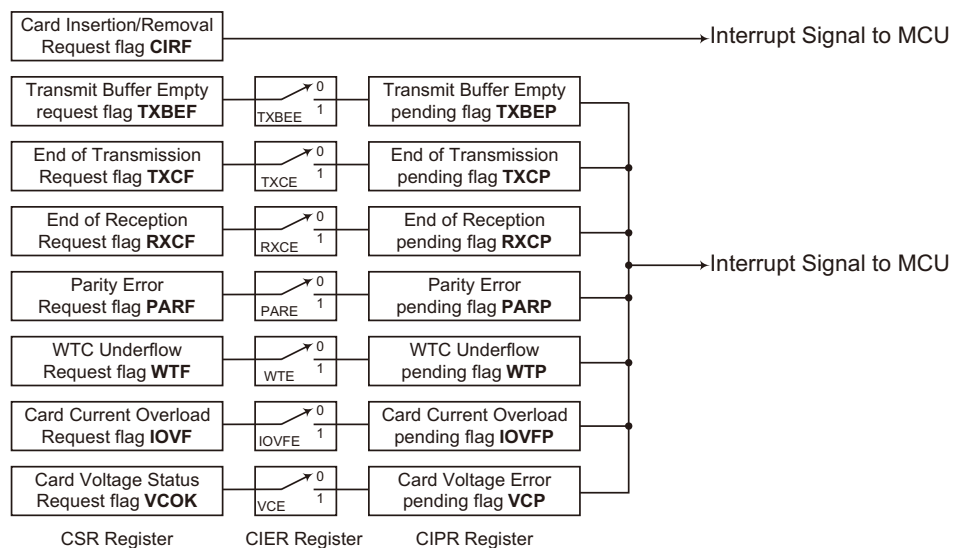 Card Insertion/Removal
Request flag CIRF
Interrupt Signal to MCU
Transmit Buffer Empty
request flag TXBEF
0
1
TXBEE
Transmit Buffer Empty
pending flag TXBEP
End of Transmission
Request flag TXCF
0
1
TXCE
End of Transmission
pending flag TXCP
End of Reception
Request flag RXCF
0
1
RXCE
End of Reception
pending flag RXCP
Interrupt Signal to MCU
Parity Error
Request flag PARF
0
1
PARE
Parity Error
pending flag PARP
WTC Underflow
Request flag WTF
0
1
WTE
WTC Underflow
pending flag WTP
Card Current Overload
Request flag IOVF
0
1
IOVFE
Card Current Overload
pending flag IOVFP
Card Voltage Status
Request flag VCOK
0
1
VCE
Card Voltage Error
pending flag VCP
CSR Register
CIER Register
CIPR Register